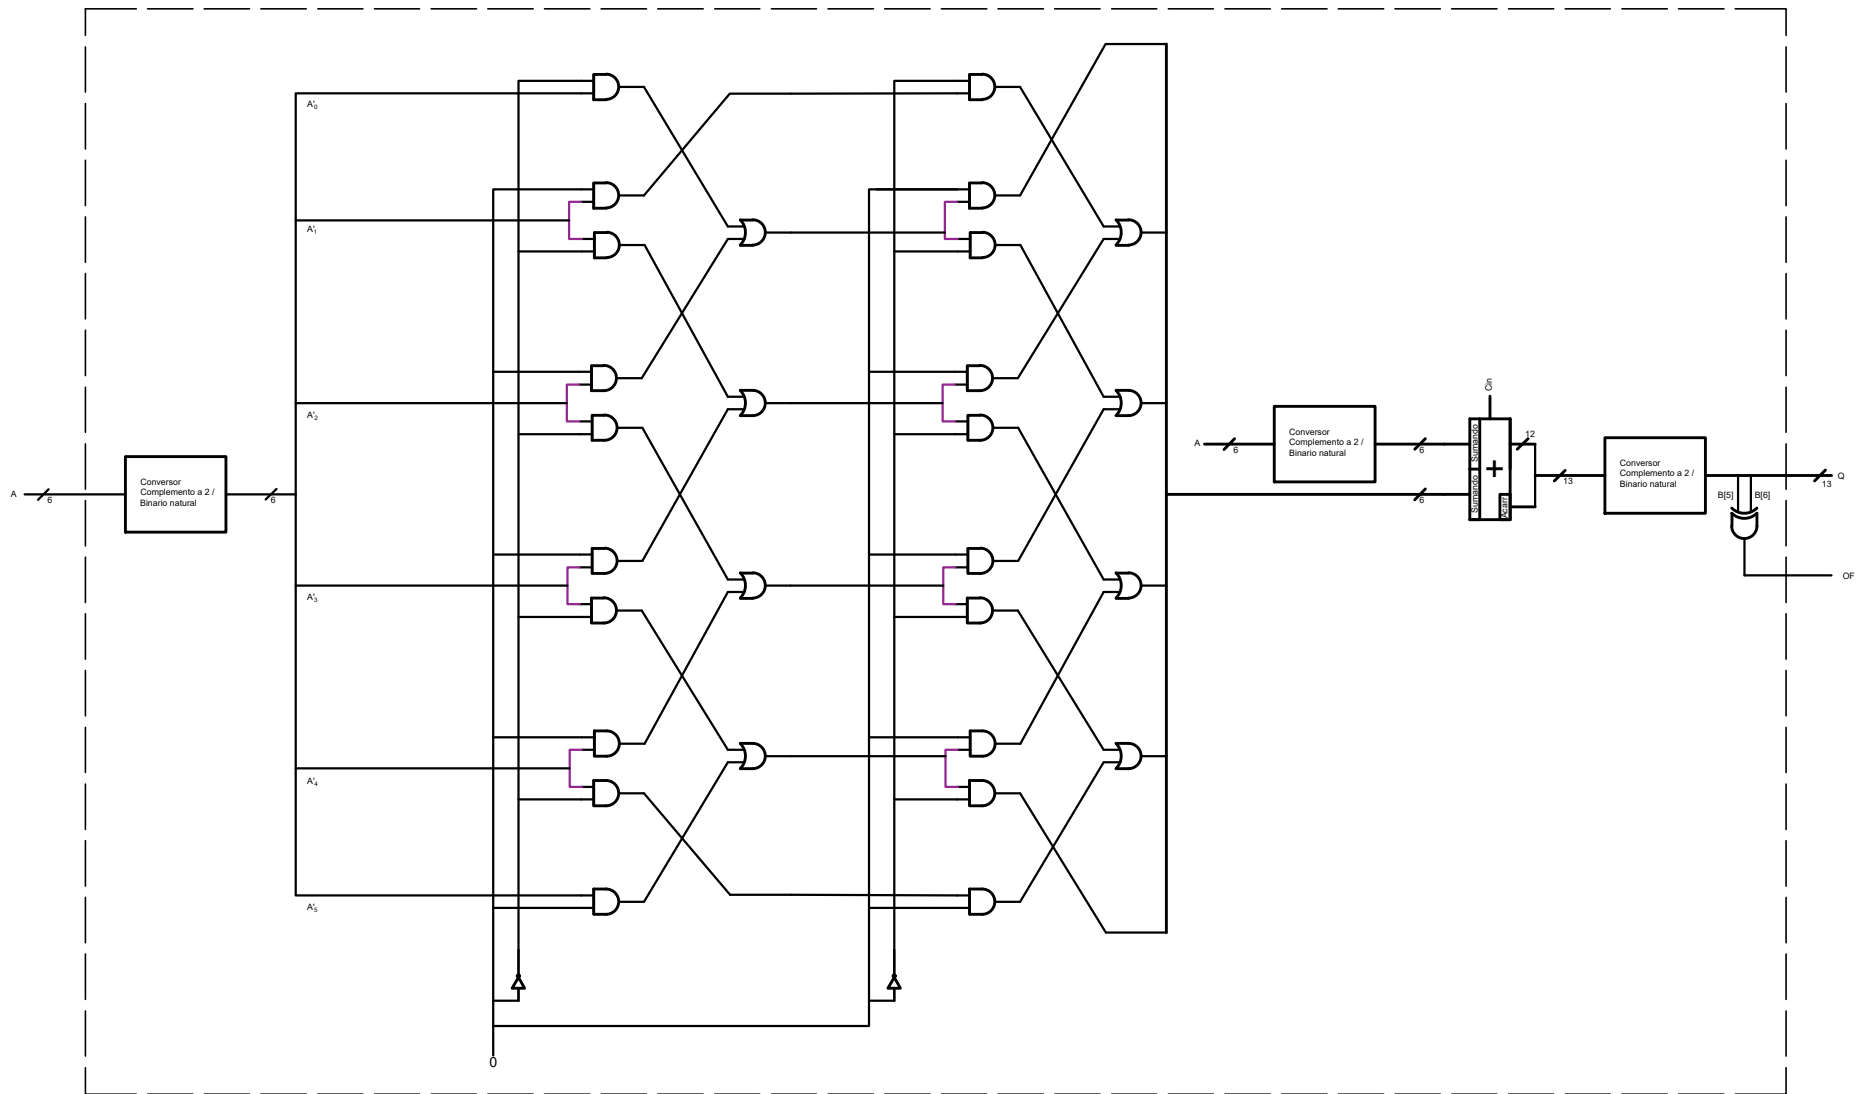 A'0
A'1
A'2
Cin
A
6
Conversor
Complemento a 2 /
Binario natural
6
Sumando
Sumando
+
Acarr
12
13
Conversor
Complemento a 2 /
Binario natural
B[5]
B[6]
13
Q
OF
A
6
Conversor
Complemento a 2 /
Binario natural
6
6
A'3
A'4
A'5
0